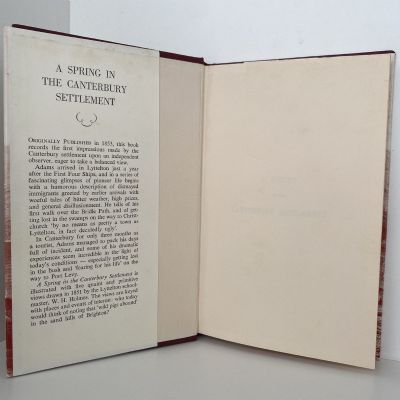 A SPRING IN
THE CANTERBURY
SETTLEMENT
ORIGINALLY PUBLISHED in 1853, this book
records the first impressions made by the
Canterbury settlement upon an independent
observer, eager to take a balanced view.
Adams arrived in Lyttelton just a year
after the First Four Ships, and in a series of
fascinating glimpses of pioneer life begins
with a humorous description of dismayed
immigrants greeted by earlier arrivals with
woeful tales of bitter weather, high prices,
and general disillusionment. He tells of his
first walk over the Bridle Path, and of get-
ting lost in the swamps on the way to Christ-
church 'by no means so pretty a town as
Lyttelton, in fact decidedly ugly'.
In Canterbury for only three months as
a tourist, Adams managed to pack his days
full of incident, and some of his dramatic
experiences seem incredible in the light of
today's conditions — especially getting lost
in the bush and 'fearing for his life' on the
way to Port Levy.
A Spring in the Canterbury Settlement is
illustrated with five quaint and primitive
views drawn in 1851 by the Lyttelton school-
master, W. H. Holmes. The views are keyed
with places and events of interest: who today
would think of noting that 'wild pigs abound'
in the sand hills of Brighton?